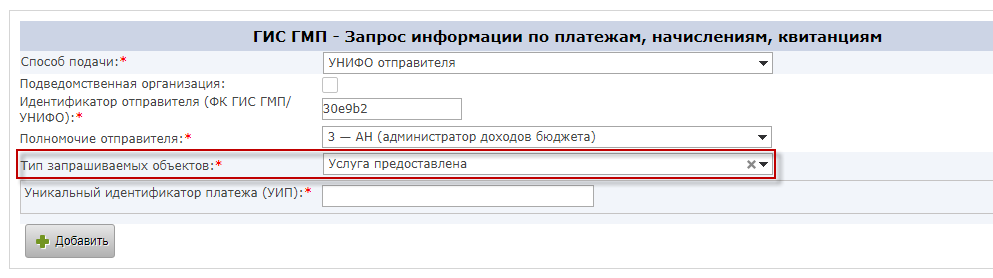 ГИС ГМП - Запрос информации по платежам, начислениям, квитанциям
Способ подачи:* УНИФО отправителя
Подведомственная организация:
Идентификатор отправителя (ФК ГИС ГМП/
УНИФО):* 30e9b2
Полномочие отправителя:* 3 — АН (администратор доходов бюджета)
Тип запрашиваемых объектов:* Услуга предоставлена
Уникальный идентификатор платежа (УИП):*
Добавить